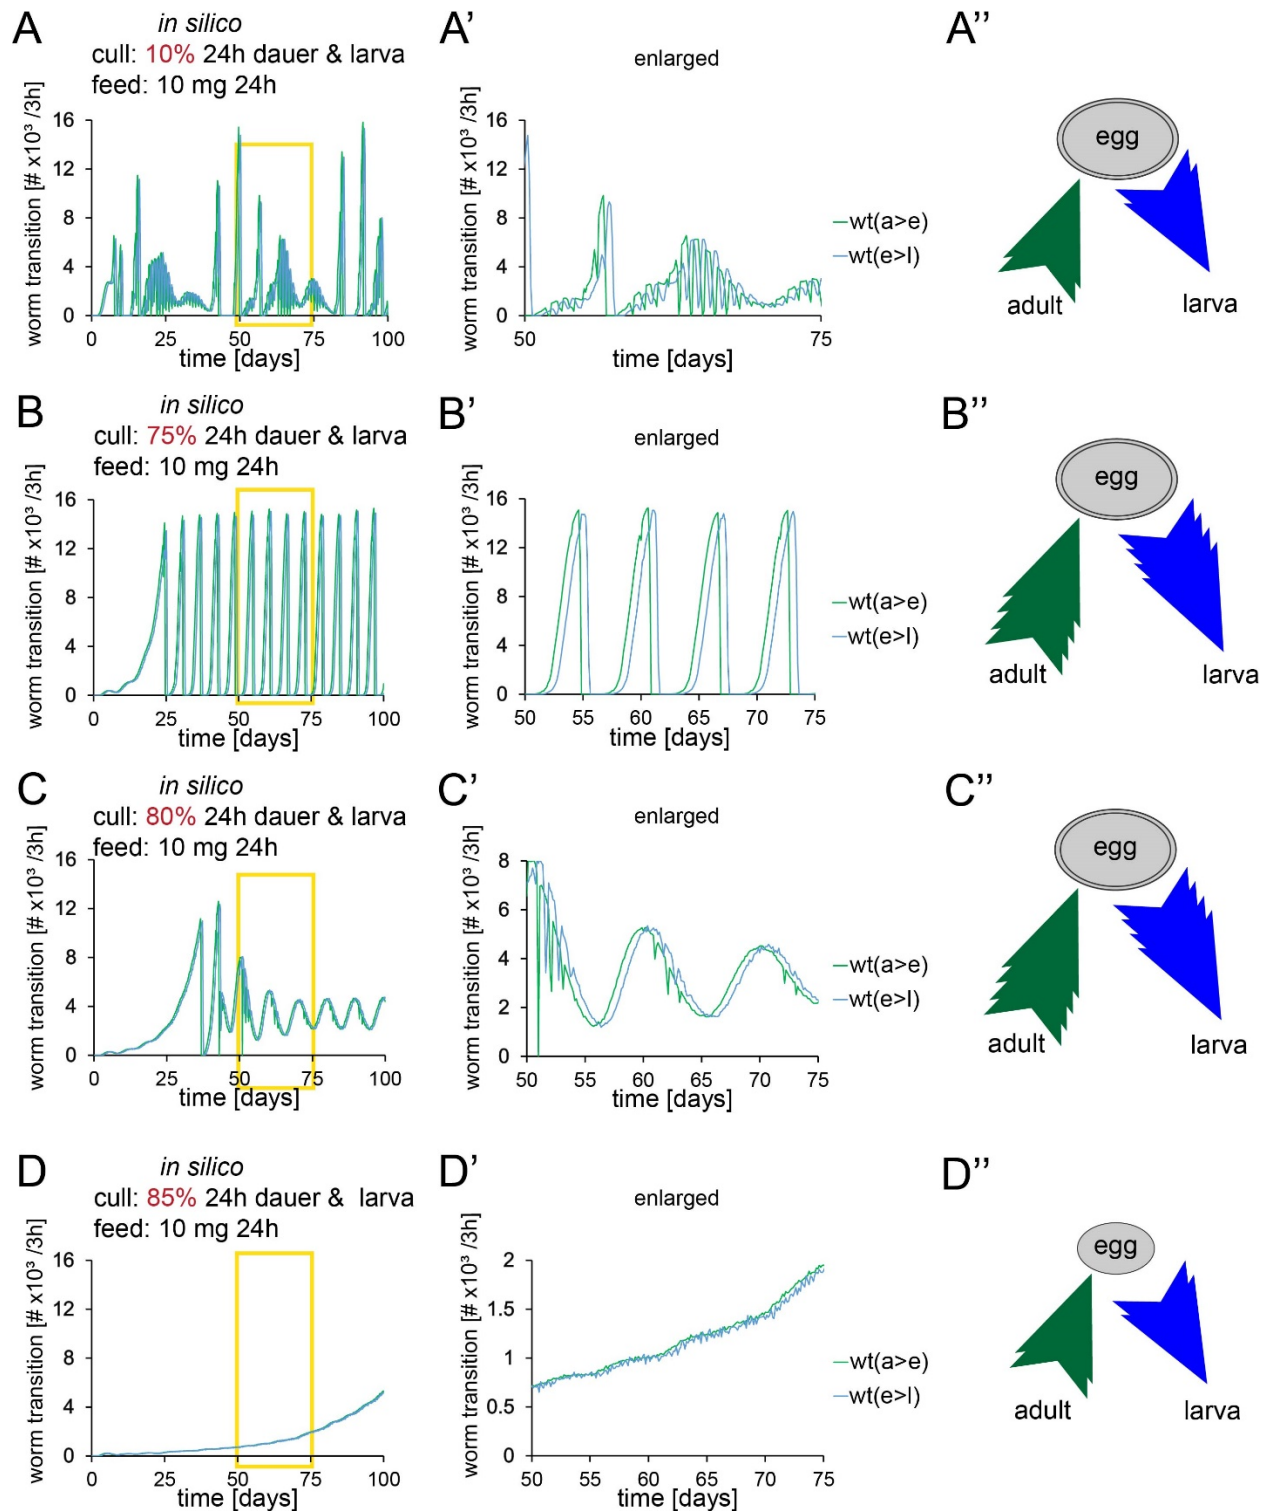 A
in silico
cull: 10% 24h dauer & larva
feed: 10 mg 24h
worm transition [# x10³ /3h]
16
12
8
4
0
0 25 50 75 100
time [days]
A'
enlarged
worm transition [# x10³ /3h]
16
12
8
4
0
50 75
time [days]
wt(a>e)
wt(e>l)
A''
egg
adult
larva
B
in silico
cull: 75% 24h dauer & larva
feed: 10 mg 24h
worm transition [# x10³ /3h]
16
12
8
4
0
0 25 50 75 100
time [days]
B'
enlarged
worm transition [# x10³ /3h]
16
12
8
4
0
50 55 60 65 70 75
time [days]
wt(a>e)
wt(e>l)
B''
egg
adult
larva
C
in silico
cull: 80% 24h dauer & larva
feed: 10 mg 24h
worm transition [# x10³ /3h]
16
12
8
4
0
0 25 50 75 100
time [days]
C'
enlarged
worm transition [# x10³ /3h]
8
6
4
2
0
50 55 60 65 70 75
time [days]
wt(a>e)
wt(e>l)
C''
egg
adult
larva
D
in silico
cull: 85% 24h dauer & larva
feed: 10 mg 24h
worm transition [# x10³ /3h]
16
12
8
4
0
0 25 50 75 100
time [days]
D'
enlarged
worm transition [# x10³ /3h]
2
1.5
1
0.5
0
50 55 60 65 70 75
time [days]
wt(a>e)
wt(e>l)
D''
egg
adult
larva